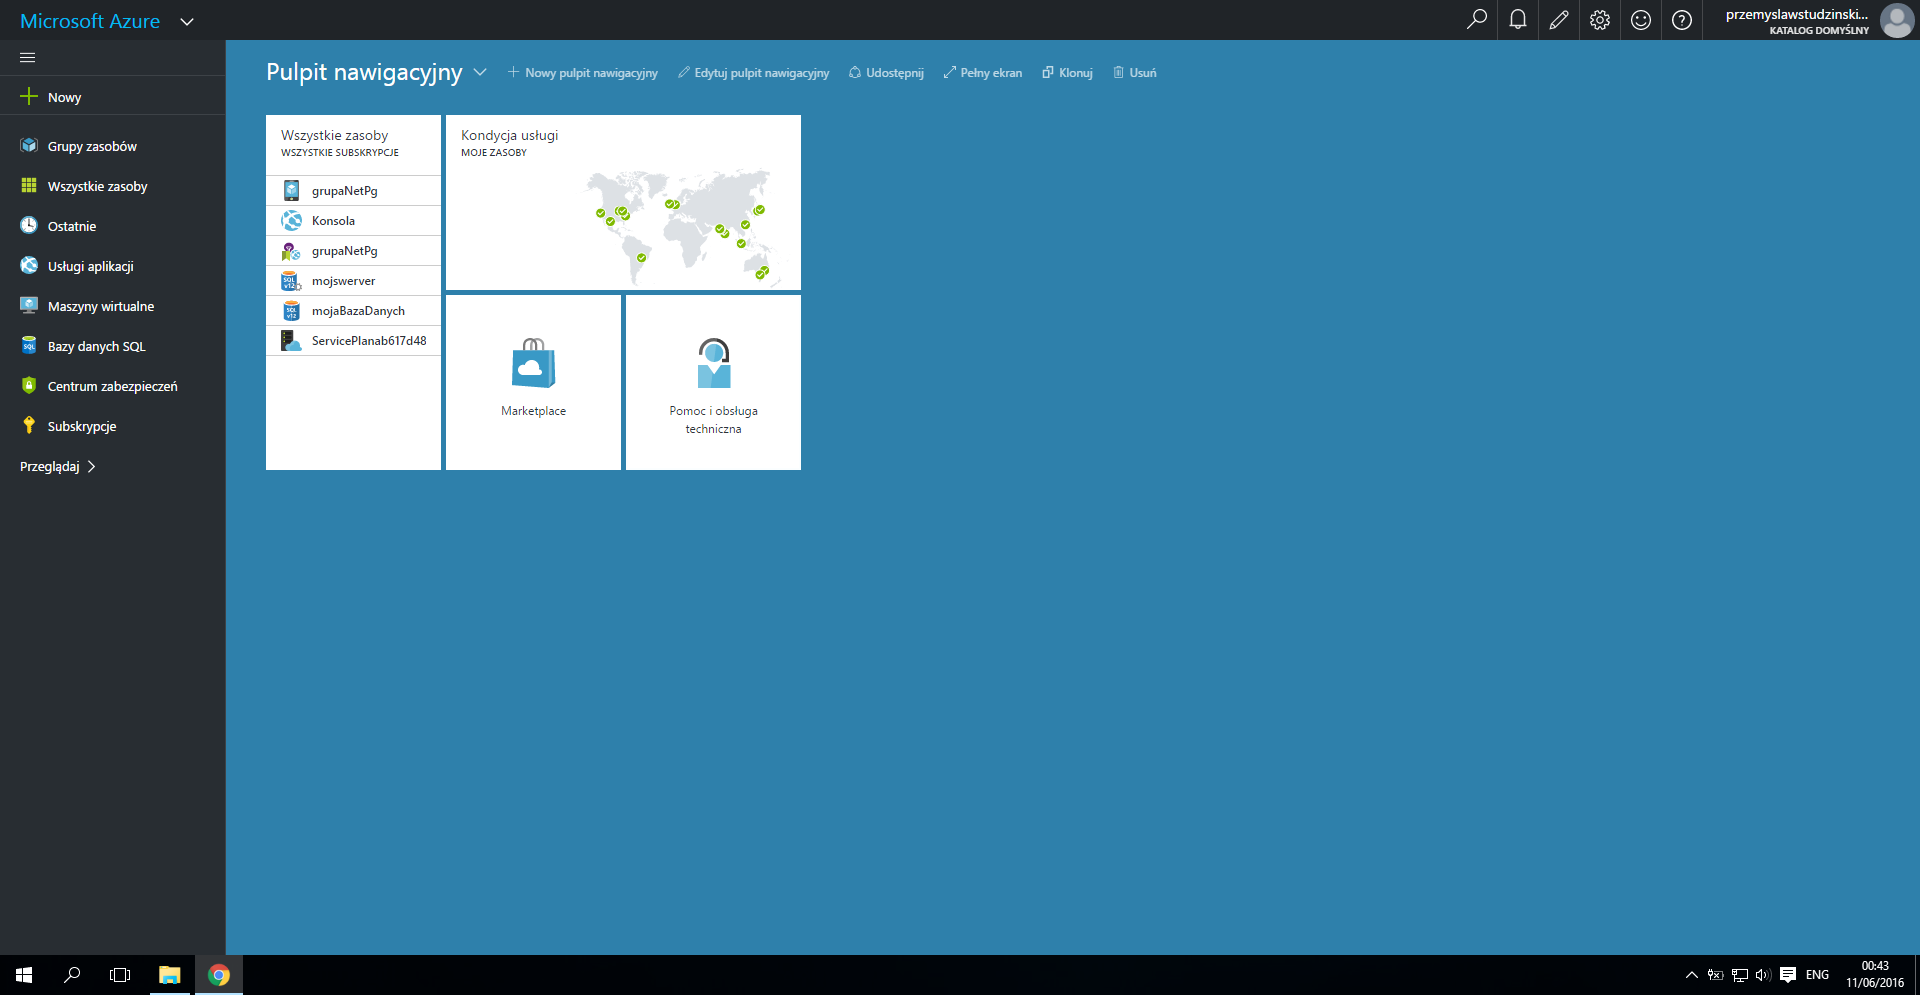 Microsoft Azure
przemyslawstudzinski...
KATALOG DOMYŚLNY
Nowy
Grupy zasobów
Wszystkie zasoby
Ostatnie
Usługi aplikacji
Maszyny wirtualne
Bazy danych SQL
Centrum zabezpieczeń
Subskrypcje
Przeglądaj
Pulpit nawigacyjny
Nowy pulpit nawigacyjny
Edytuj pulpit nawigacyjny
Udostępnij
Pełny ekran
Klonuj
Usuń
Wszystkie zasoby
WSZYSTKIE SUBSKRYPCJE
grupaNetPg
Konsola
grupaNetPg
mojswerver
mojaBazaDanych
ServicePlanab617d48
Kondycja usługi
MOJE ZASOBY
Marketplace
Pomoc i obsługa
techniczna
ENG
00:43
11/06/2016